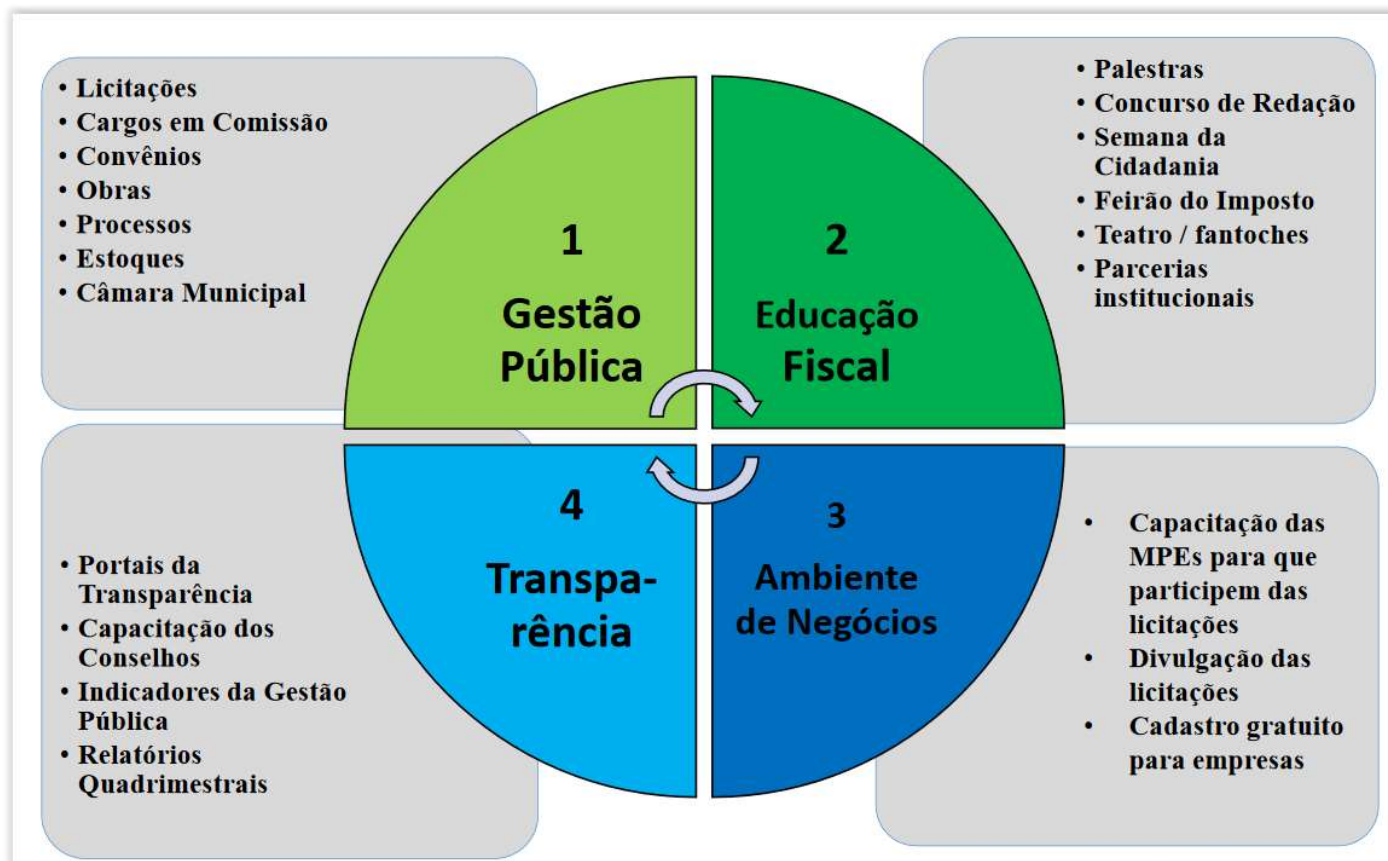 • Licitações
• Cargos em Comissão
• Convênios
• Obras
• Processos
• Estoques
• Câmara Municipal
1
Gestão
Pública
2
Educação
Fiscal
• Palestras
• Concurso de Redação
• Semana da
Cidadania
• Feirão do Imposto
• Teatro / fantoches
• Parcerias
institucionais
• Portais da
Transparência
• Capacitação dos
Conselhos
• Indicadores da Gestão
Pública
• Relatórios
Quadrimestrais
4
Transpa-
rência
3
Ambiente
de Negócios
• Capacitação das
MPEs para que
participem das
licitações
• Divulgação das
licitações
• Cadastro gratuito
para empresas